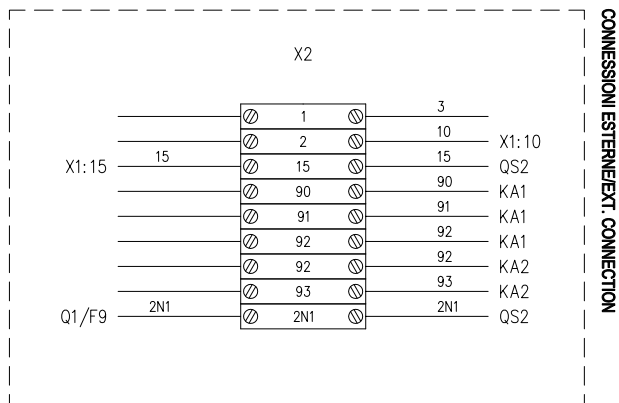 X2
1 3
2 10 X1:10
X1:15 15 15 15 QS2
90 90 KA1
91 91 KA1
92 92 KA1
92 92 KA2
93 93 KA2
Q1/F9 2N1 2N1 2N1 QS2
CONNESSIONI ESTERNE/EXT. CONNECTION